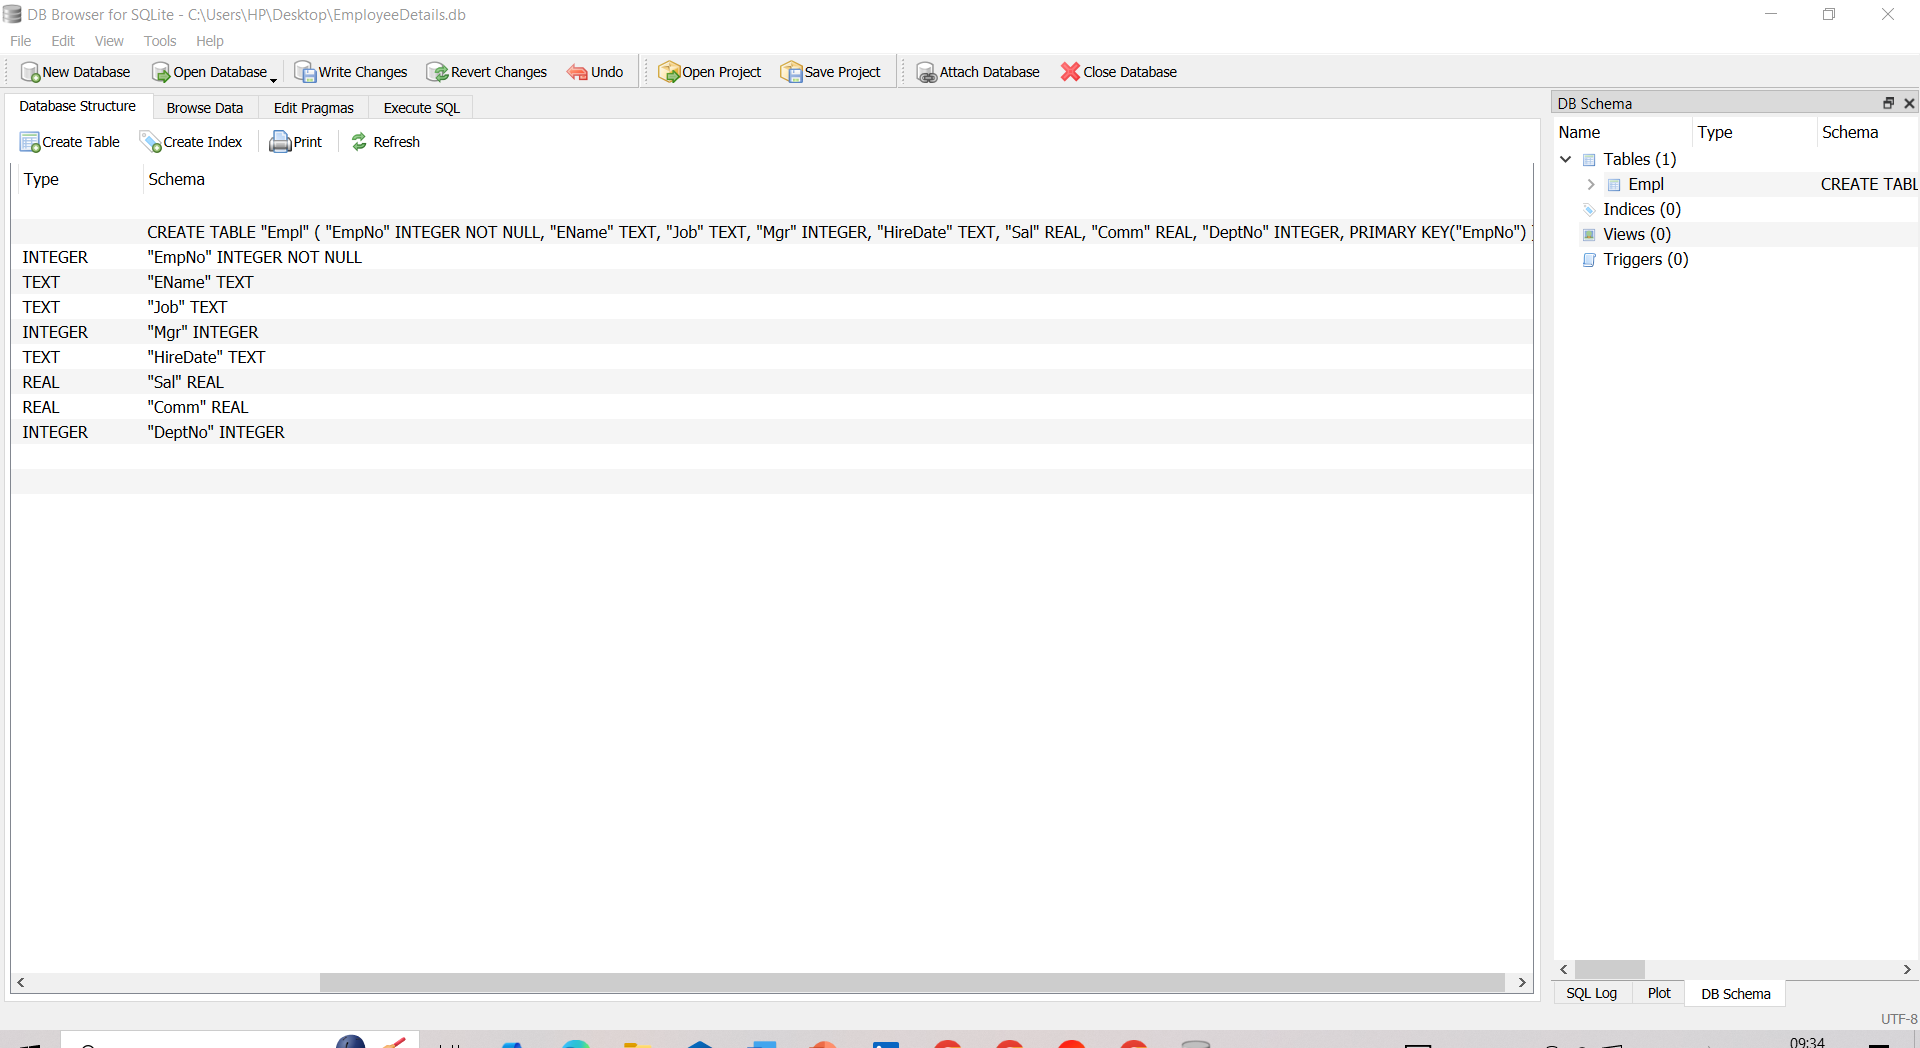 DB Browser for SQLite - C:\Users\HP\Desktop\EmployeeDetails.db
File Edit View Tools Help
New Database Open Database Write Changes Revert Changes Undo Open Project Save Project Attach Database Close Database
Database Structure Browse Data Edit Pragmas Execute SQL
Create Table Create Index Print Refresh
Type Schema
CREATE TABLE "Empl" ( "EmpNo" INTEGER NOT NULL, "EName" TEXT, "Job" TEXT, "Mgr" INTEGER, "HireDate" TEXT, "Sal" REAL, "Comm" REAL, "DeptNo" INTEGER, PRIMARY KEY("EmpNo") )
INTEGER "EmpNo" INTEGER NOT NULL
TEXT "EName" TEXT
TEXT "Job" TEXT
INTEGER "Mgr" INTEGER
TEXT "HireDate" TEXT
REAL "Sal" REAL
REAL "Comm" REAL
INTEGER "DeptNo" INTEGER
DB Schema
Name Type Schema
Tables (1)
Empl CREATE TABL
Indices (0)
Views (0)
Triggers (0)
SQL Log Plot DB Schema
UTF-8
09:34